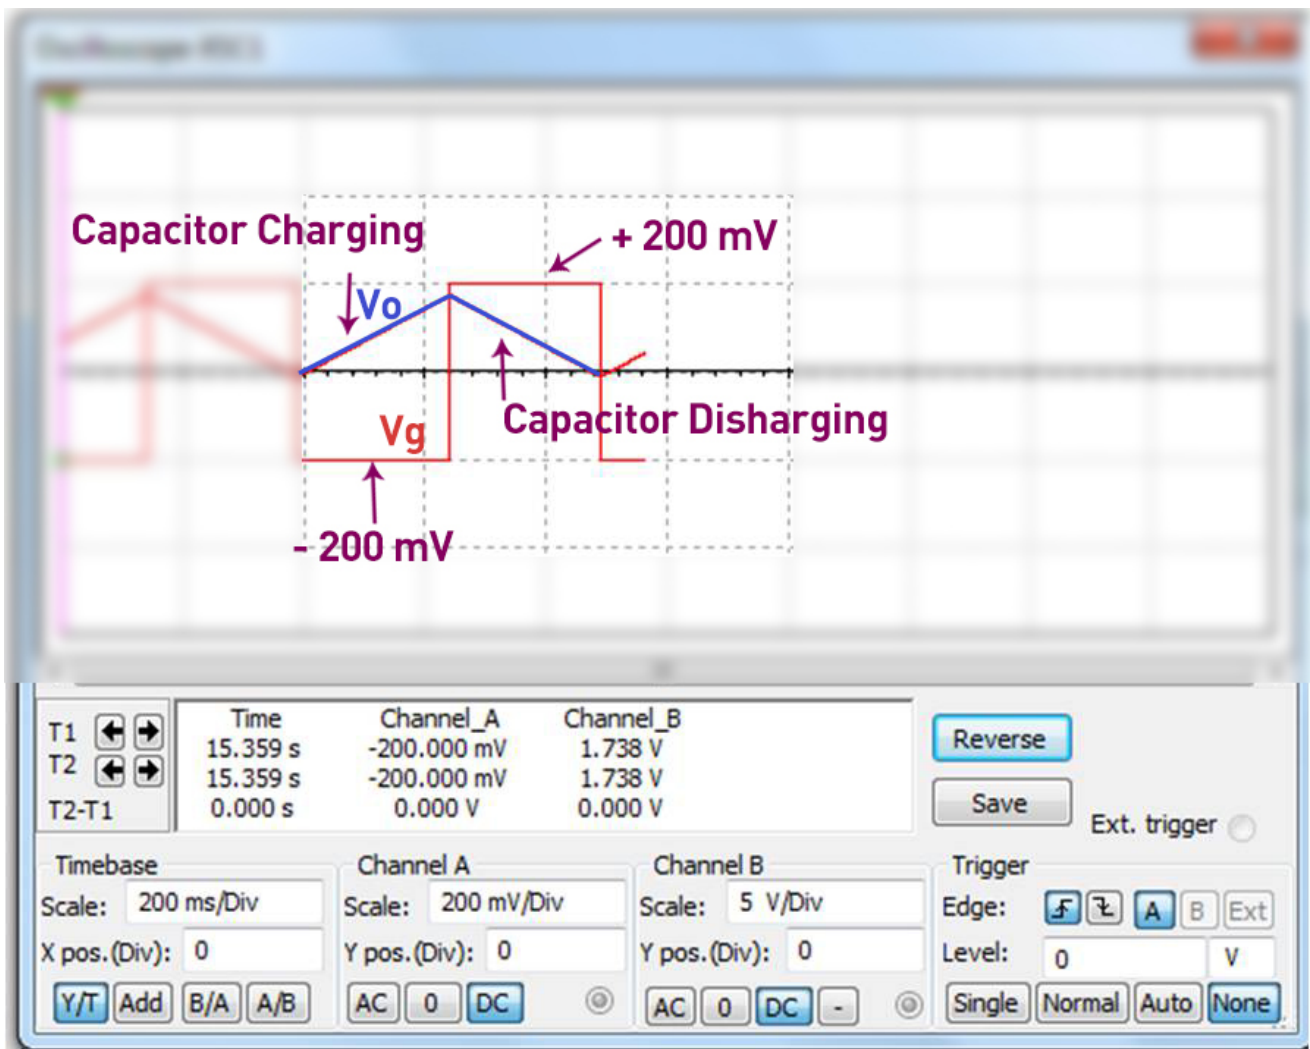 Capacitor Charging
+ 200 mV
Vo
Vg
Capacitor Disharging
- 200 mV
Time Channel_A Channel_B
T1 15.359 s -200.000 mV 1.738 V
T2 15.359 s -200.000 mV 1.738 V
T2-T1 0.000 s 0.000 V 0.000 V
Reverse
Save
Ext. trigger
Timebase
Scale: 200 ms/Div
X pos.(Div): 0
Y/T Add B/A A/B
Channel A
Scale: 200 mV/Div
Y pos.(Div): 0
AC 0 DC
Channel B
Scale: 5 V/Div
Y pos.(Div): 0
AC 0 DC -
Trigger
Edge: A B Ext
Level: 0 V
Single Normal Auto None